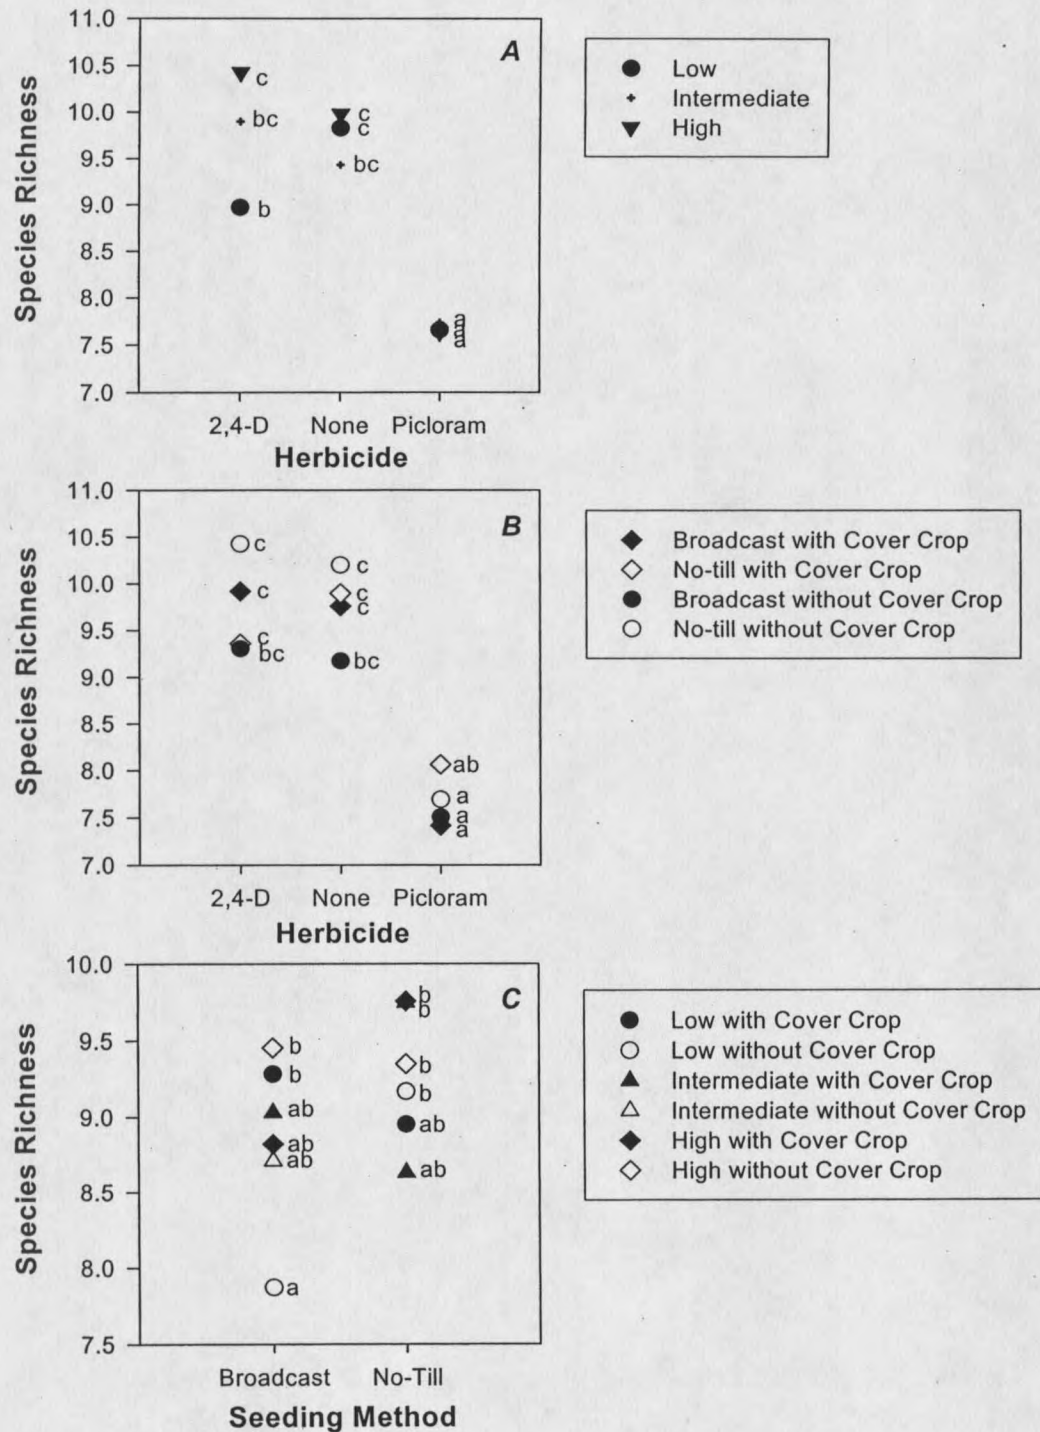 11.0
10.5
10.0
9.5
9.0
8.5
8.0
7.5
7.0
Species Richness
A
c
bc
b
c
c
bc
a
a
a
2,4-D None Picloram
Herbicide
Low
Intermediate
High
11.0
10.5
10.0
9.5
9.0
8.5
8.0
7.5
7.0
Species Richness
B
c
c
c
bc
c
c
c
bc
ab
a
a
a
2,4-D None Picloram
Herbicide
Broadcast with Cover Crop
No-till with Cover Crop
Broadcast without Cover Crop
No-till without Cover Crop
10.0
9.5
9.0
8.5
8.0
7.5
Species Richness
C
b
b
ab
ab
ab
a
b
b
b
b
ab
ab
Broadcast No-Till
Seeding Method
Low with Cover Crop
Low without Cover Crop
Intermediate with Cover Crop
Intermediate without Cover Crop
High with Cover Crop
High without Cover Crop